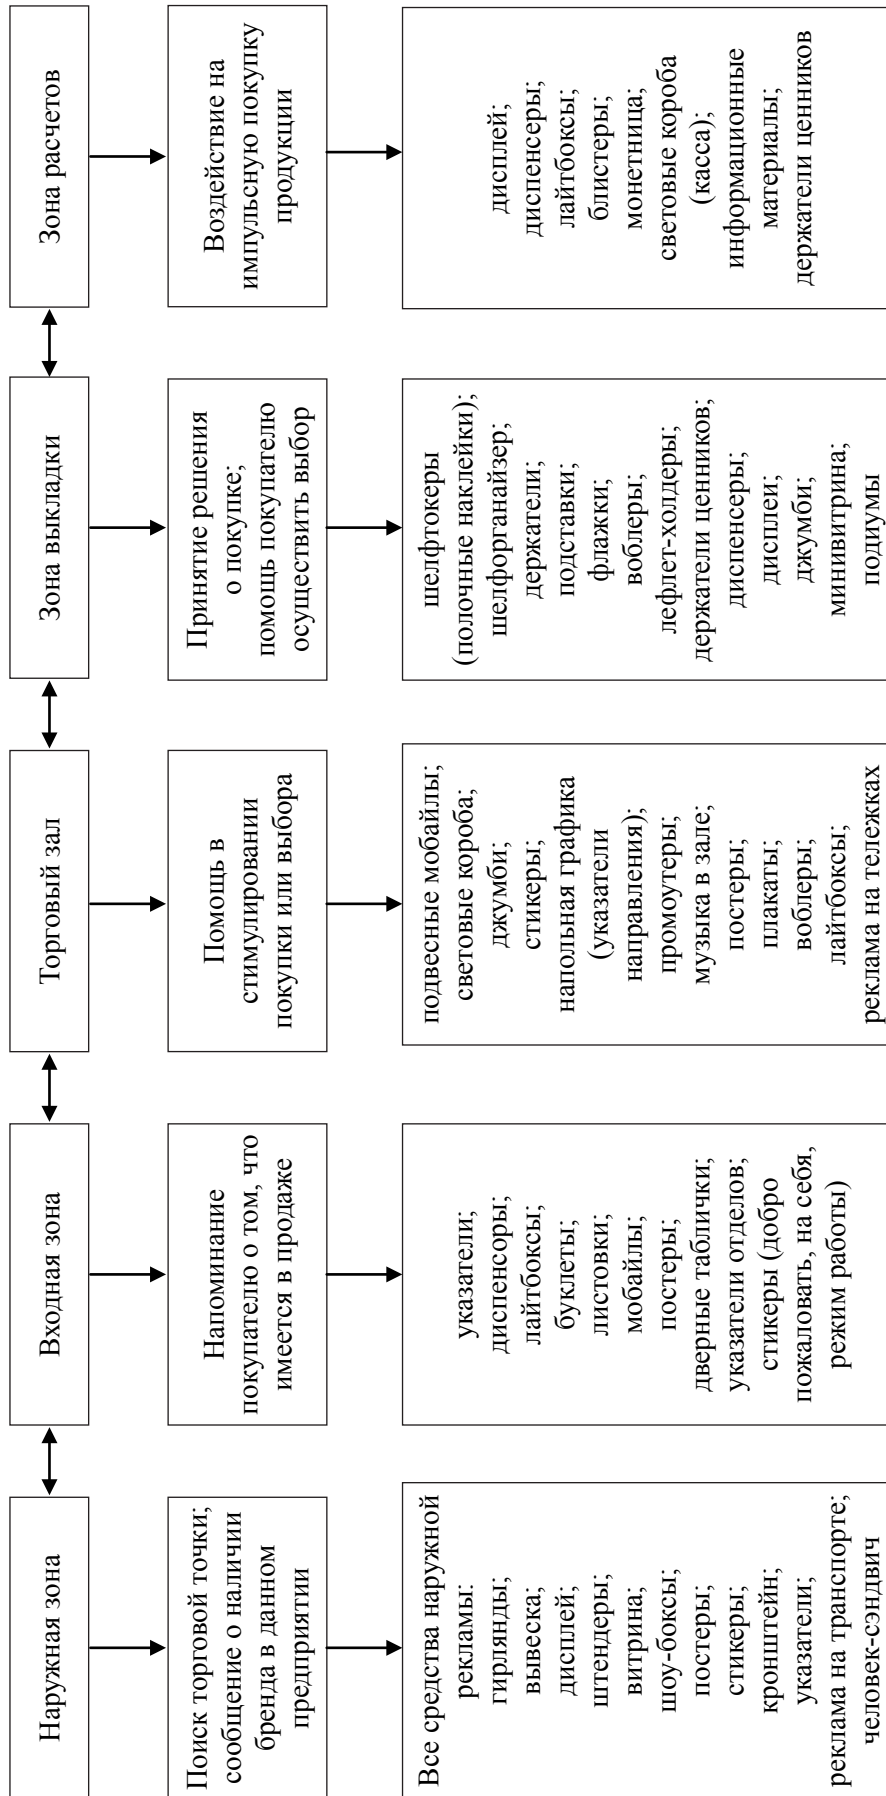 Наружная зона
Входная зона
Торговый зал
Зона выкладки
Зона расчетов
Поиск торговой точки;
сообщение о наличии
бренда в данном
предприятии
Напоминание
покупателю о том, что
имеется в продаже
Помощь в
стимулировании
покупки или выбора
Принятие решения
о покупке;
помощь покупателю
осуществить выбор
Воздействие на
импульсную покупку
продукции
Все средства наружной
рекламы:
гирлянды;
вывеска;
дисплей;
штендеры;
витрина;
шоу-боксы;
постеры;
стикеры;
кронштейн;
указатели;
реклама на транспорте;
человек-сэндвич
указатели;
диспенсоры;
лайтбоксы;
буклеты;
листовки;
мобайлы;
постеры;
дверные таблички;
указатели отделов;
стикеры (добро
пожаловать, на себя,
режим работы)
подвесные мобайлы;
световые короба;
джумби;
стикеры;
напольная графика
(указатели
направления);
промоутеры;
музыка в зале;
постеры;
плакаты;
воблеры;
лайтбоксы;
реклама на тележках
шелфтокеры
(полочные наклейки);
шелфорганайзер;
держатели;
подставки;
флажки;
воблеры;
лефлет-холдеры;
держатели ценников;
диспенсеры;
дисплеи;
джумби;
минивитрина;
подиумы
дисплей;
диспенсеры;
лайтбоксы;
блистеры;
монетница;
световые короба
(касса);
информационные
материалы;
держатели ценников